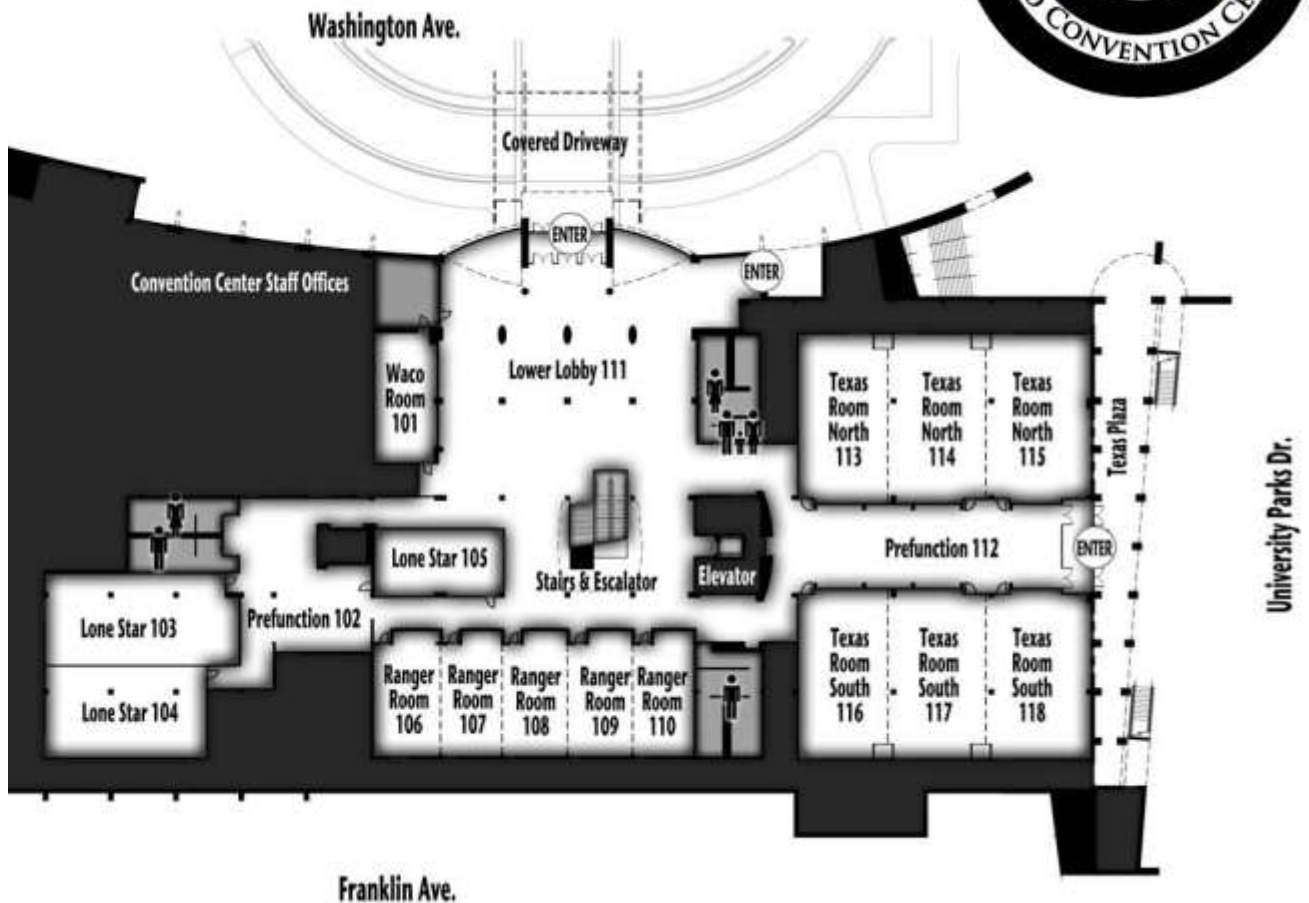 Washington Ave.
CONVENTION
Covered Driveway
ENTER
ENTER
Convention Center Staff Offices
Waco
Room
101
Lower Lobby 111
Texas
Room
North
113
Texas
Room
North
114
Texas
Room
North
115
Texas Plaza
University Parks Dr.
Lone Star 105
Stairs & Escalator
Elevator
Prefunction 112
ENTER
Lone Star 103
Prefunction 102
Lone Star 104
Ranger
Room
106
Ranger
Room
107
Ranger
Room
108
Ranger
Room
109
Ranger
Room
110
Texas
Room
South
116
Texas
Room
South
117
Texas
Room
South
118
Franklin Ave.